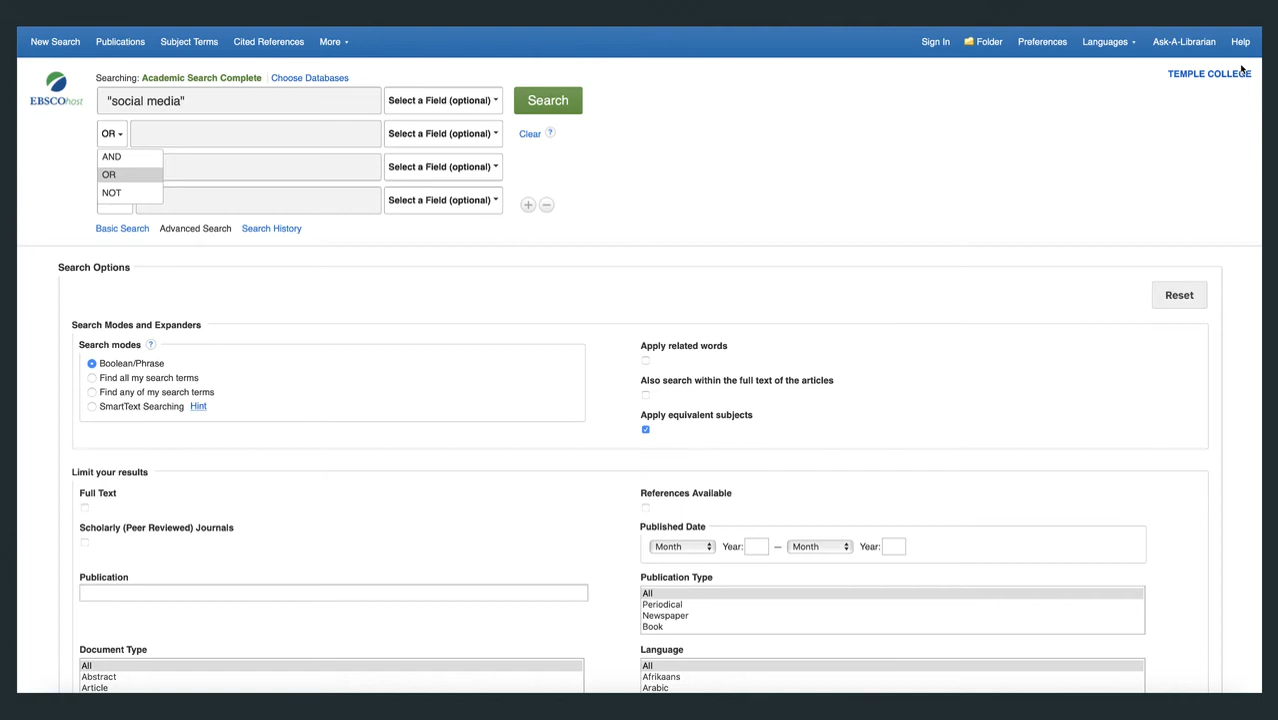 New Search Publications Subject Terms Cited References More Sign In Folder Preferences Languages Ask-A-Librarian Help
TEMPLE COLLEGE
EBSCOhost
Searching: Academic Search Complete Choose Databases
"social media" Select a Field (optional) Search
OR Select a Field (optional) Clear ?
AND
OR
NOT
Select a Field (optional)
Select a Field (optional)
Basic Search Advanced Search Search History
Search Options
Reset
Search Modes and Expanders
Search modes ?
Boolean/Phrase
Find all my search terms
Find any of my search terms
SmartText Searching Hint
Apply related words
Also search within the full text of the articles
Apply equivalent subjects
Limit your results
Full Text
Scholarly (Peer Reviewed) Journals
Publication
Document Type
All
Abstract
Article
References Available
Published Date
Month Year: — Month Year:
Publication Type
All
Periodical
Newspaper
Book
Language
All
Afrikaans
Arabic